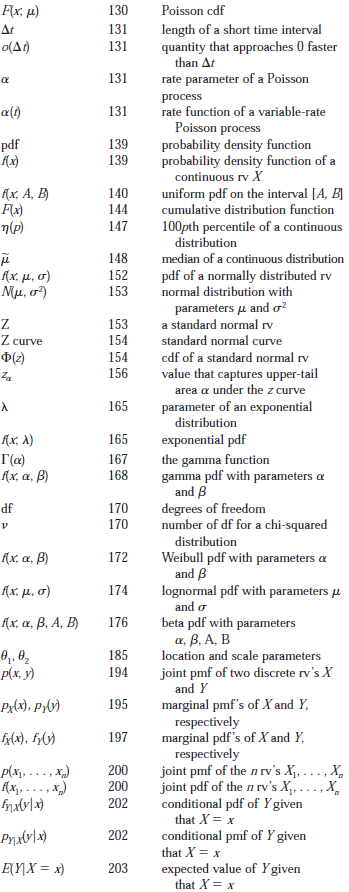 F(x; μ) 130 Poisson cdf
Δt 131 length of a short time interval
o(Δt) 131 quantity that approaches 0 faster
than Δt
α 131 rate parameter of a Poisson
process
α(t) 131 rate function of a variable-rate
Poisson process
pdf 139 probability density function
f(x) 139 probability density function of a
continuous rv X
f(x; A, B) 140 uniform pdf on the interval [A, B]
F(x) 144 cumulative distribution function
η(p) 147 100pth percentile of a continuous
distribution
μ̃ 148 median of a continuous distribution
f(x; μ, σ) 152 pdf of a normally distributed rv
N(μ, σ²) 153 normal distribution with
parameters μ and σ²
Z 153 a standard normal rv
Z curve 154 standard normal curve
Φ(z) 154 cdf of a standard normal rv
zα 156 value that captures upper-tail
area α under the z curve
λ 165 parameter of an exponential
distribution
f(x; λ) 165 exponential pdf
Γ(α) 167 the gamma function
f(x; α, β) 168 gamma pdf with parameters α
and β
df 170 degrees of freedom
ν 170 number of df for a chi-squared
distribution
f(x; α, β) 172 Weibull pdf with parameters α
and β
f(x; μ, σ) 174 lognormal pdf with parameters μ
and σ
f(x; α, β, A, B) 176 beta pdf with parameters
α, β, A, B
θ₁, θ₂ 185 location and scale parameters
p(x, y) 194 joint pmf of two discrete rv's X
and Y
pX(x), pY(y) 195 marginal pmf's of X and Y,
respectively
fX(x), fY(y) 197 marginal pdf's of X and Y,
respectively
p(x₁, . . . , xₙ) 200 joint pmf of the n rv's X₁, . . . , Xₙ
f(x₁, . . . , xₙ) 200 joint pdf of the n rv's X₁, . . . , Xₙ
fY|X(y|x) 202 conditional pdf of Y given
that X = x
pY|X(y|x) 202 conditional pmf of Y given
that X = x
E(Y|X = x) 203 expected value of Y given
that X = x